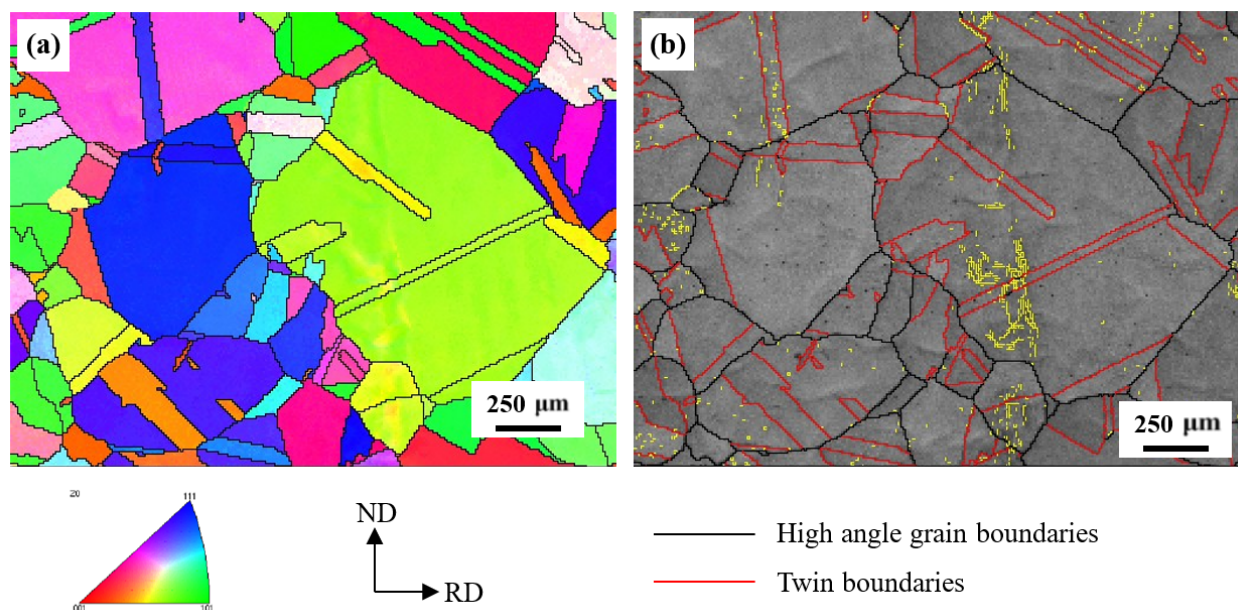 (a)
(b)
250 μm
250 μm
111
001
101
ND
RD
High angle grain boundaries
Twin boundaries